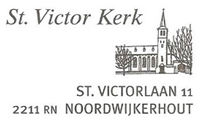 St. Victor Kerk
ST. VICTORLAAN 11
2211 RN NOORDWIJKERHOUT